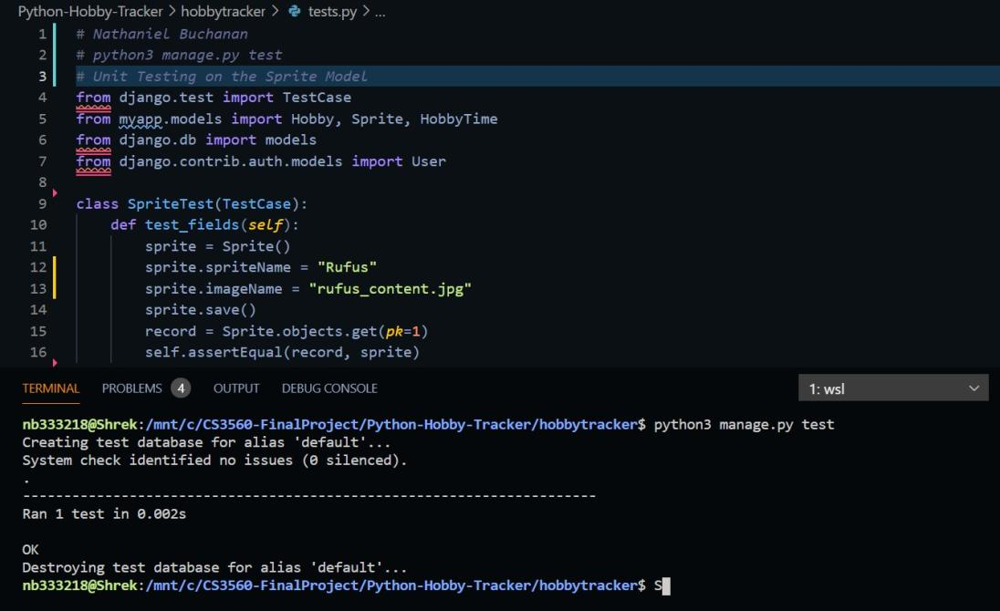 Python-Hobby-Tracker > hobbytracker > tests.py > ...
1 # Nathaniel Buchanan
2 # python3 manage.py test
3 # Unit Testing on the Sprite Model
4 from django.test import TestCase
5 from myapp.models import Hobby, Sprite, HobbyTime
6 from django.db import models
7 from django.contrib.auth.models import User
8
9 class SpriteTest(TestCase):
10     def test_fields(self):
11         sprite = Sprite()
12         sprite.spriteName = "Rufus"
13         sprite.imageName = "rufus_content.jpg"
14         sprite.save()
15         record = Sprite.objects.get(pk=1)
16         self.assertEqual(record, sprite)
TERMINAL PROBLEMS 4 OUTPUT DEBUG CONSOLE 1: wsl
nb333218@Shrek:/mnt/c/CS3560-FinalProject/Python-Hobby-Tracker/hobbytracker$ python3 manage.py test
Creating test database for alias 'default'...
System check identified no issues (0 silenced).
.
----------------------------------------------------------------------
Ran 1 test in 0.002s

OK
Destroying test database for alias 'default'...
nb333218@Shrek:/mnt/c/CS3560-FinalProject/Python-Hobby-Tracker/hobbytracker$ S